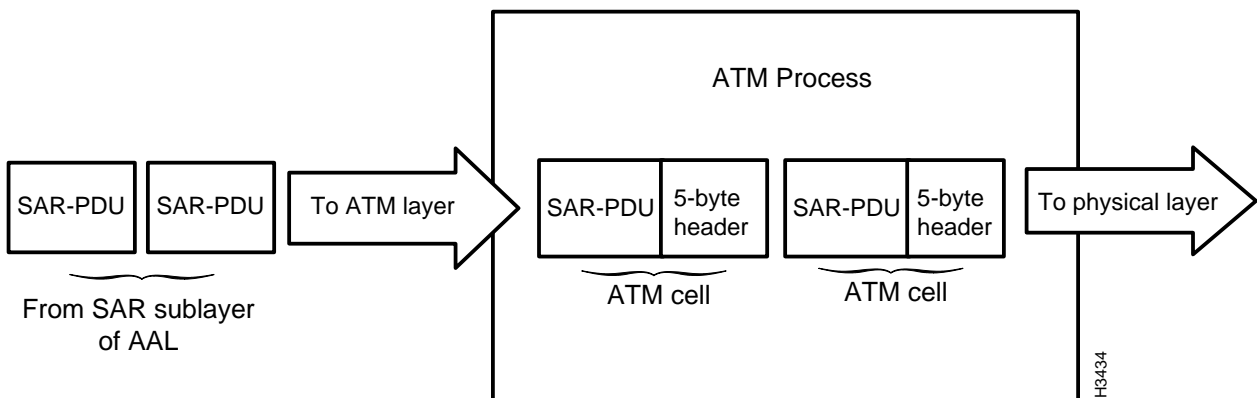 ATM Process
SAR-PDU
SAR-PDU
To ATM layer
SAR-PDU
5-byte
header
SAR-PDU
5-byte
header
To physical layer
From SAR sublayer
of AAL
ATM cell
ATM cell
H3434